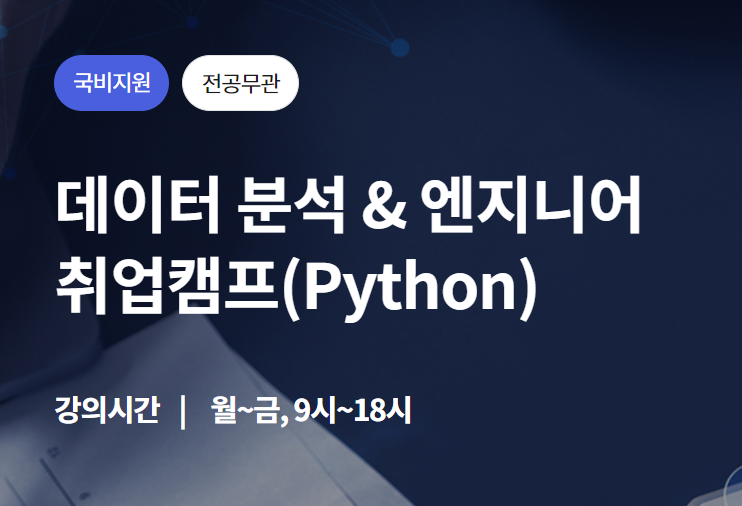 국비지원 전공무관
데이터 분석 & 엔지니어
취업캠프(Python)
강의시간 | 월~금, 9시~18시